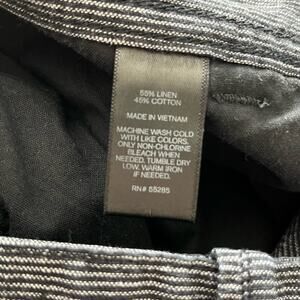 55% LINEN
45% COTTON
MADE IN VIETNAM
MACHINE WASH COLD
WITH LIKE COLORS.
ONLY NON-CHLORINE
BLEACH WHEN
NEEDED. TUMBLE DRY
LOW. WARM IRON
IF NEEDED.
RN# 55285